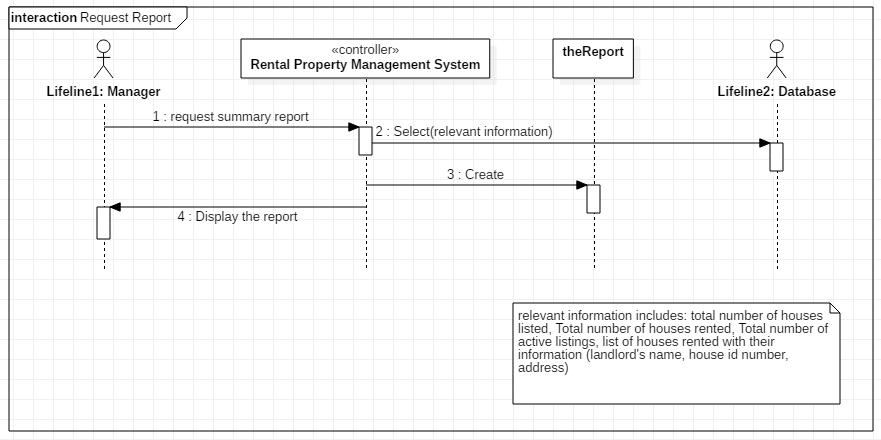 interaction Request Report
«controller»
Rental Property Management System
theReport
Lifeline1: Manager
Lifeline2: Database
1 : request summary report
2 : Select(relevant information)
3 : Create
4 : Display the report
relevant information includes: total number of houses
listed, Total number of houses rented, Total number of
active listings, list of houses rented with their
information (landlord's name, house id number,
address)